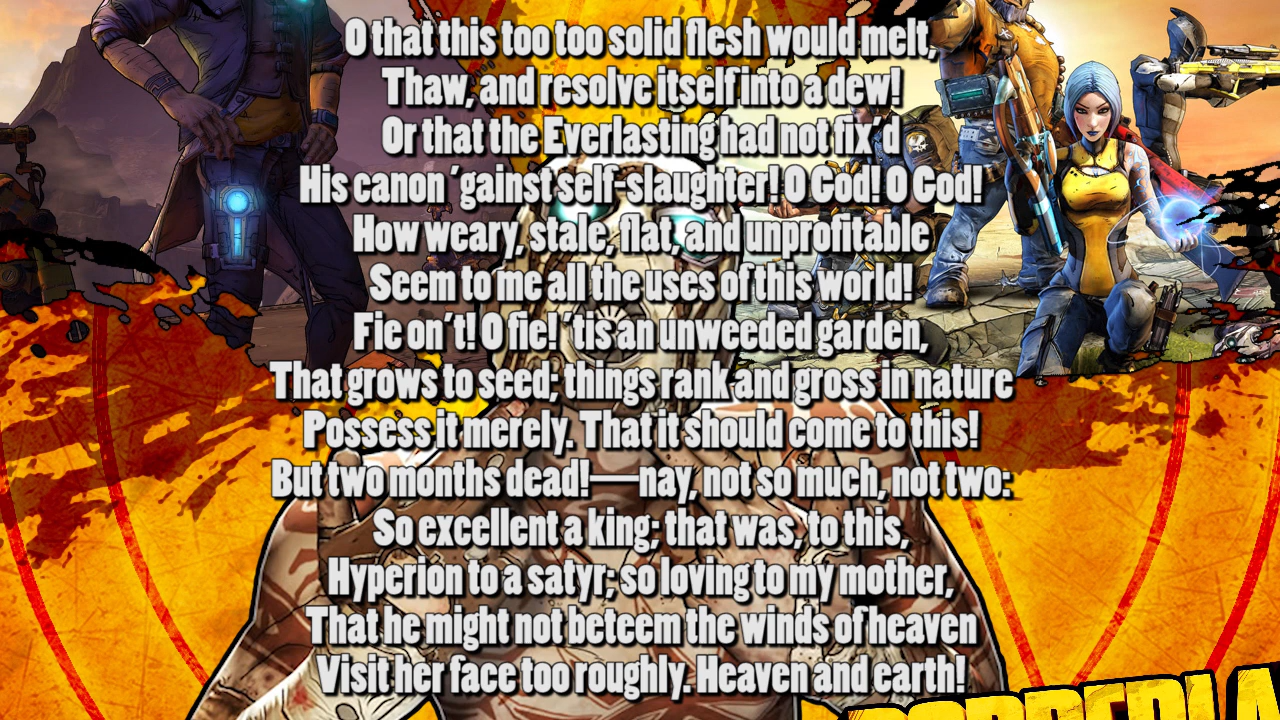 O that this too too solid flesh would melt,
Thaw, and resolve itself into a dew!
Or that the Everlasting had not fix'd
His canon 'gainst self-slaughter! O God! O God!
How weary, stale, flat, and unprofitable
Seem to me all the uses of this world!
Fie on't! O fie! 'tis an unweeded garden,
That grows to seed; things rank and gross in nature
Possess it merely. That it should come to this!
But two months dead!—nay, not so much, not two:
So excellent a king; that was, to this,
Hyperion to a satyr; so loving to my mother,
That he might not beteem the winds of heaven
Visit her face too roughly. Heaven and earth!